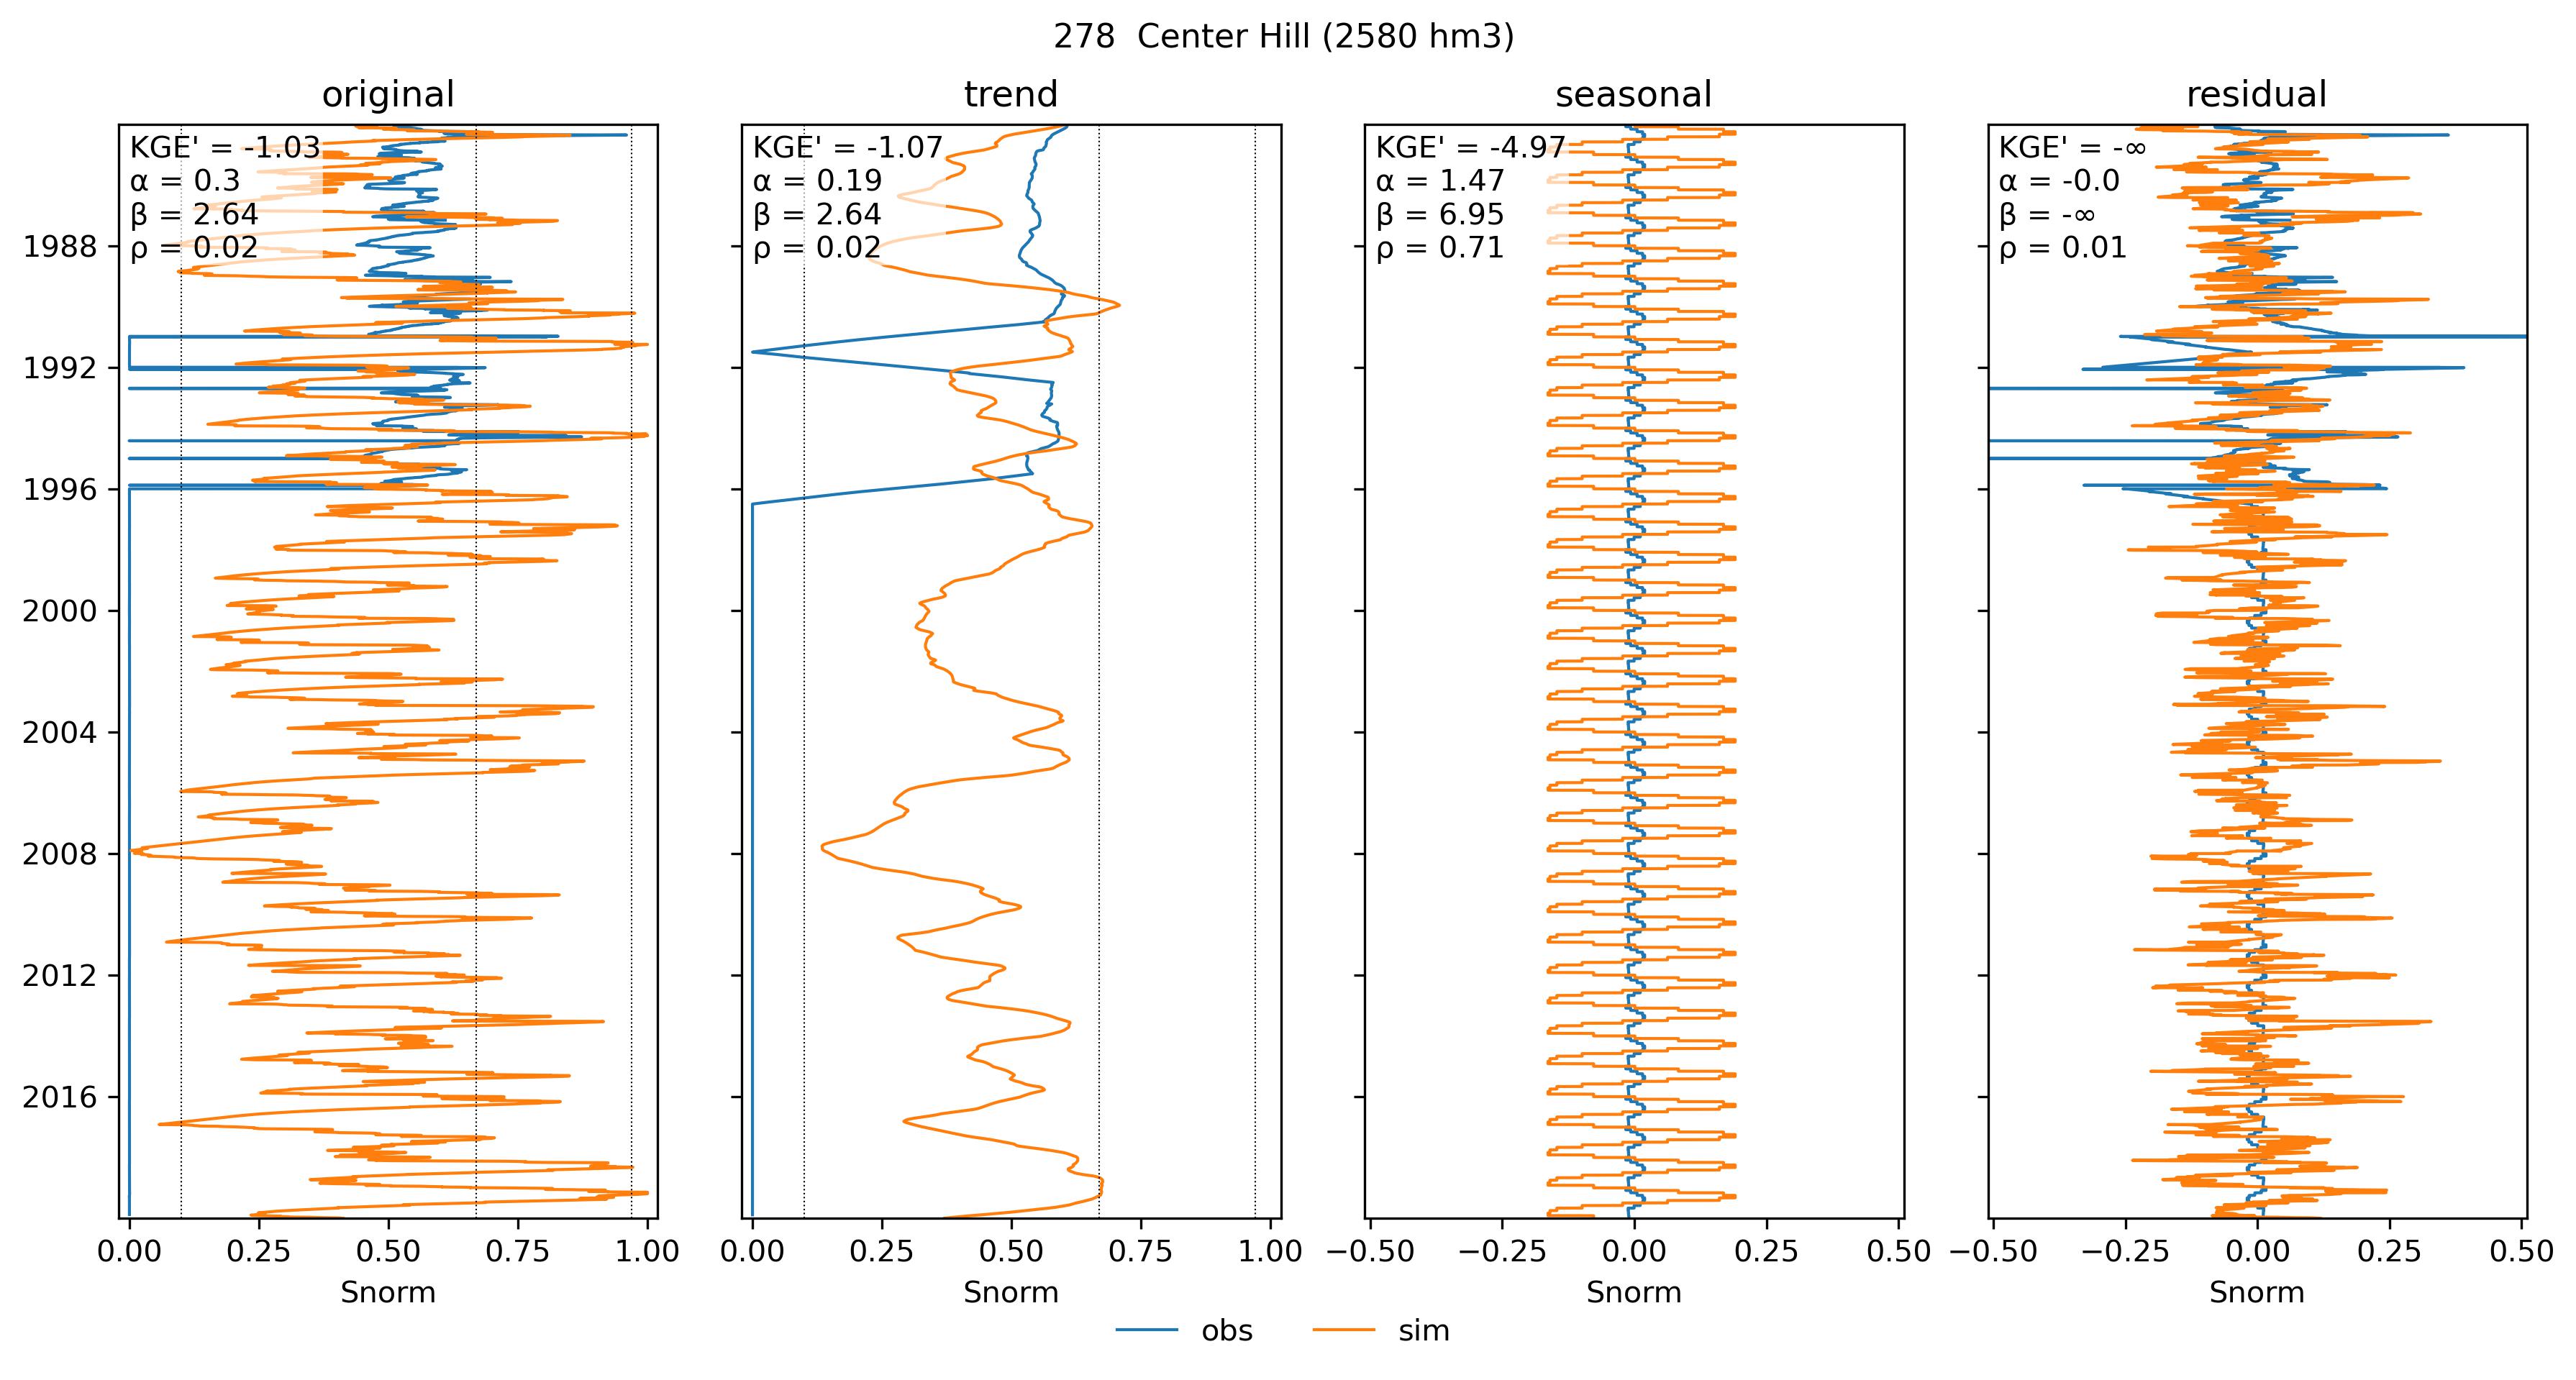 278  Center Hill (2580 hm3)
original
trend
seasonal
residual
KGE' = -1.03
α = 0.3
β = 2.64
ρ = 0.02
KGE' = -1.07
α = 0.19
β = 2.64
ρ = 0.02
KGE' = -4.97
α = 1.47
β = 6.95
ρ = 0.71
KGE' = -∞
α = -0.0
β = -∞
ρ = 0.01
1988
1992
1996
2000
2004
2008
2012
2016
0.00 0.25 0.50 0.75 1.00
0.00 0.25 0.50 0.75 1.00
−0.50 −0.25 0.00 0.25 0.50
−0.50 −0.25 0.00 0.25 0.50
Snorm
Snorm
Snorm
Snorm
obs
sim